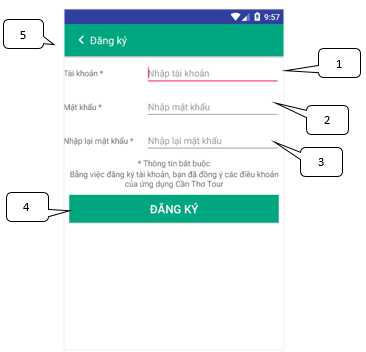 9:57
5
Đăng ký
1
Tài khoản * Nhập tài khoản
Mật khẩu * Nhập mật khẩu
2
Nhập lại mật khẩu * Nhập lại mật khẩu
3
* Thông tin bắt buộc
Bằng việc đăng ký tài khoản, bạn đã đồng ý các điều khoản
của ứng dụng Cần Thơ Tour
4
ĐĂNG KÝ